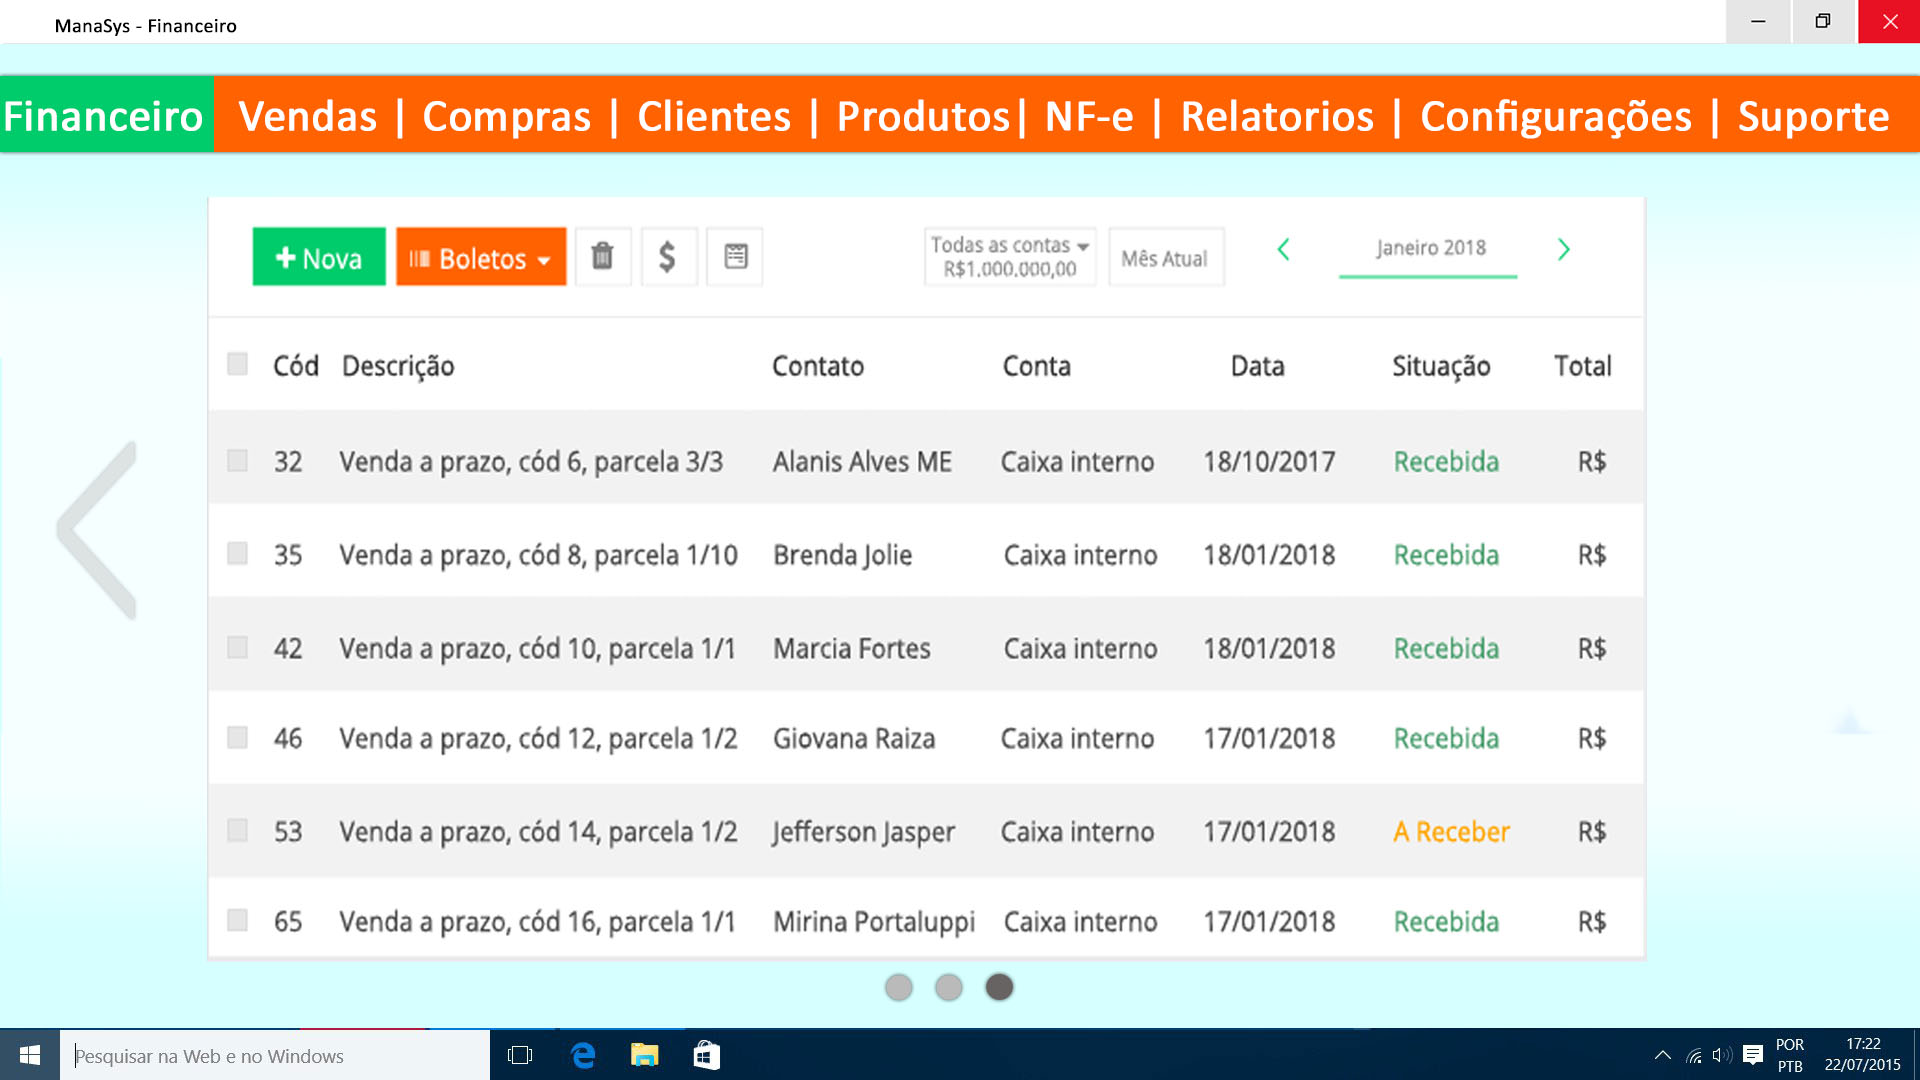 ManaSys - Financeiro
Financeiro Vendas | Compras | Clientes | Produtos| NF-e | Relatorios | Configurações | Suporte
Nova Boletos $ Todas as contas R$1.000.000,00 Mês Atual Janeiro 2018
Cód Descrição Contato Conta Data Situação Total
32 Venda a prazo, cód 6, parcela 3/3 Alanis Alves ME Caixa interno 18/10/2017 Recebida R$
35 Venda a prazo, cód 8, parcela 1/10 Brenda Jolie Caixa interno 18/01/2018 Recebida R$
42 Venda a prazo, cód 10, parcela 1/1 Marcia Fortes Caixa interno 18/01/2018 Recebida R$
46 Venda a prazo, cód 12, parcela 1/2 Giovana Raiza Caixa interno 17/01/2018 Recebida R$
53 Venda a prazo, cód 14, parcela 1/2 Jefferson Jasper Caixa interno 17/01/2018 A Receber R$
65 Venda a prazo, cód 16, parcela 1/1 Mirina Portaluppi Caixa interno 17/01/2018 Recebida R$
Pesquisar na Web e no Windows
POR
PTB
17:22
22/07/2015